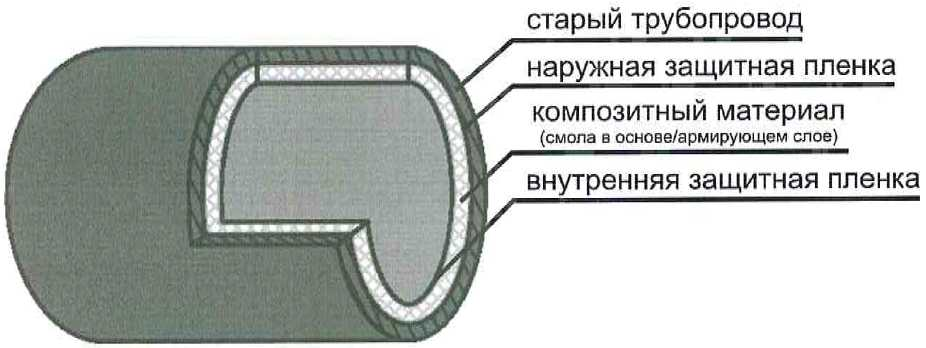 старый трубопровод
наружная защитная пленка
композитный материал
(смола в основе/армирующем слое)
внутренняя защитная пленка